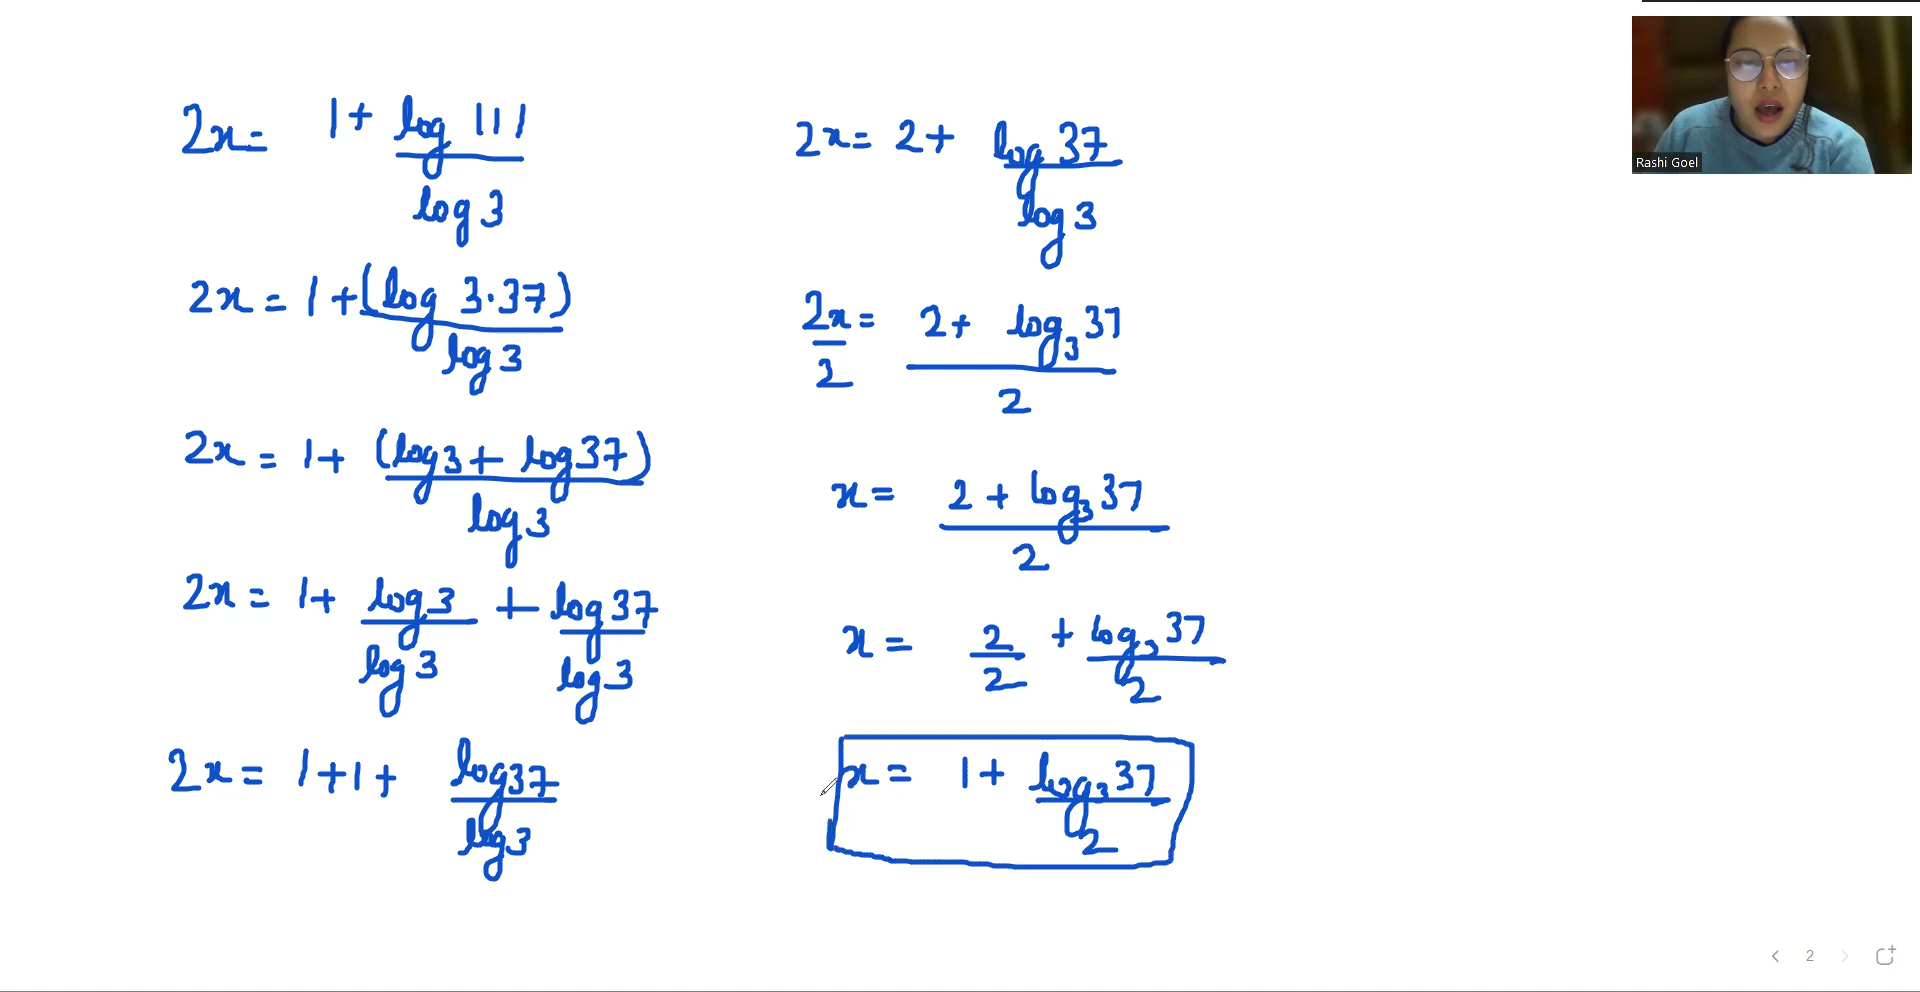 2x = 1 + log 111 / log 3
2x = 1 + (log 3·37) / log 3
2x = 1 + (log 3 + log 37) / log 3
2x = 1 + log 3 / log 3 + log 37 / log 3
2x = 1 + 1 + log 37 / log 3
2x = 2 + log 37 / log 3
2x / 2 = 2 + log₃ 37 / 2
x = 2 + log₃ 37 / 2
x = 2 / 2 + log₃ 37 / 2
x = 1 + log₃ 37 / 2
Rashi Goel
2